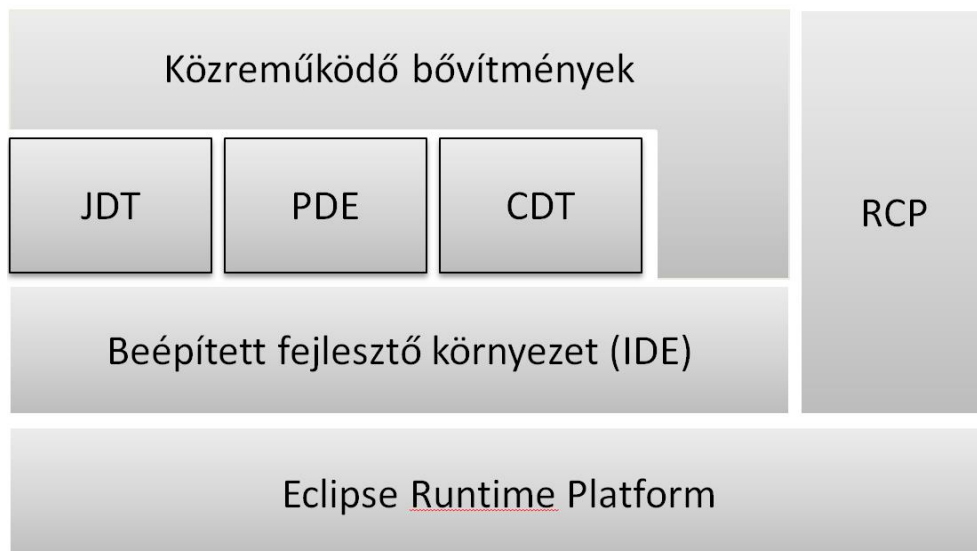 Közreműködő bővítmények
JDT
PDE
CDT
RCP
Beépített fejlesztő környezet (IDE)
Eclipse Runtime Platform